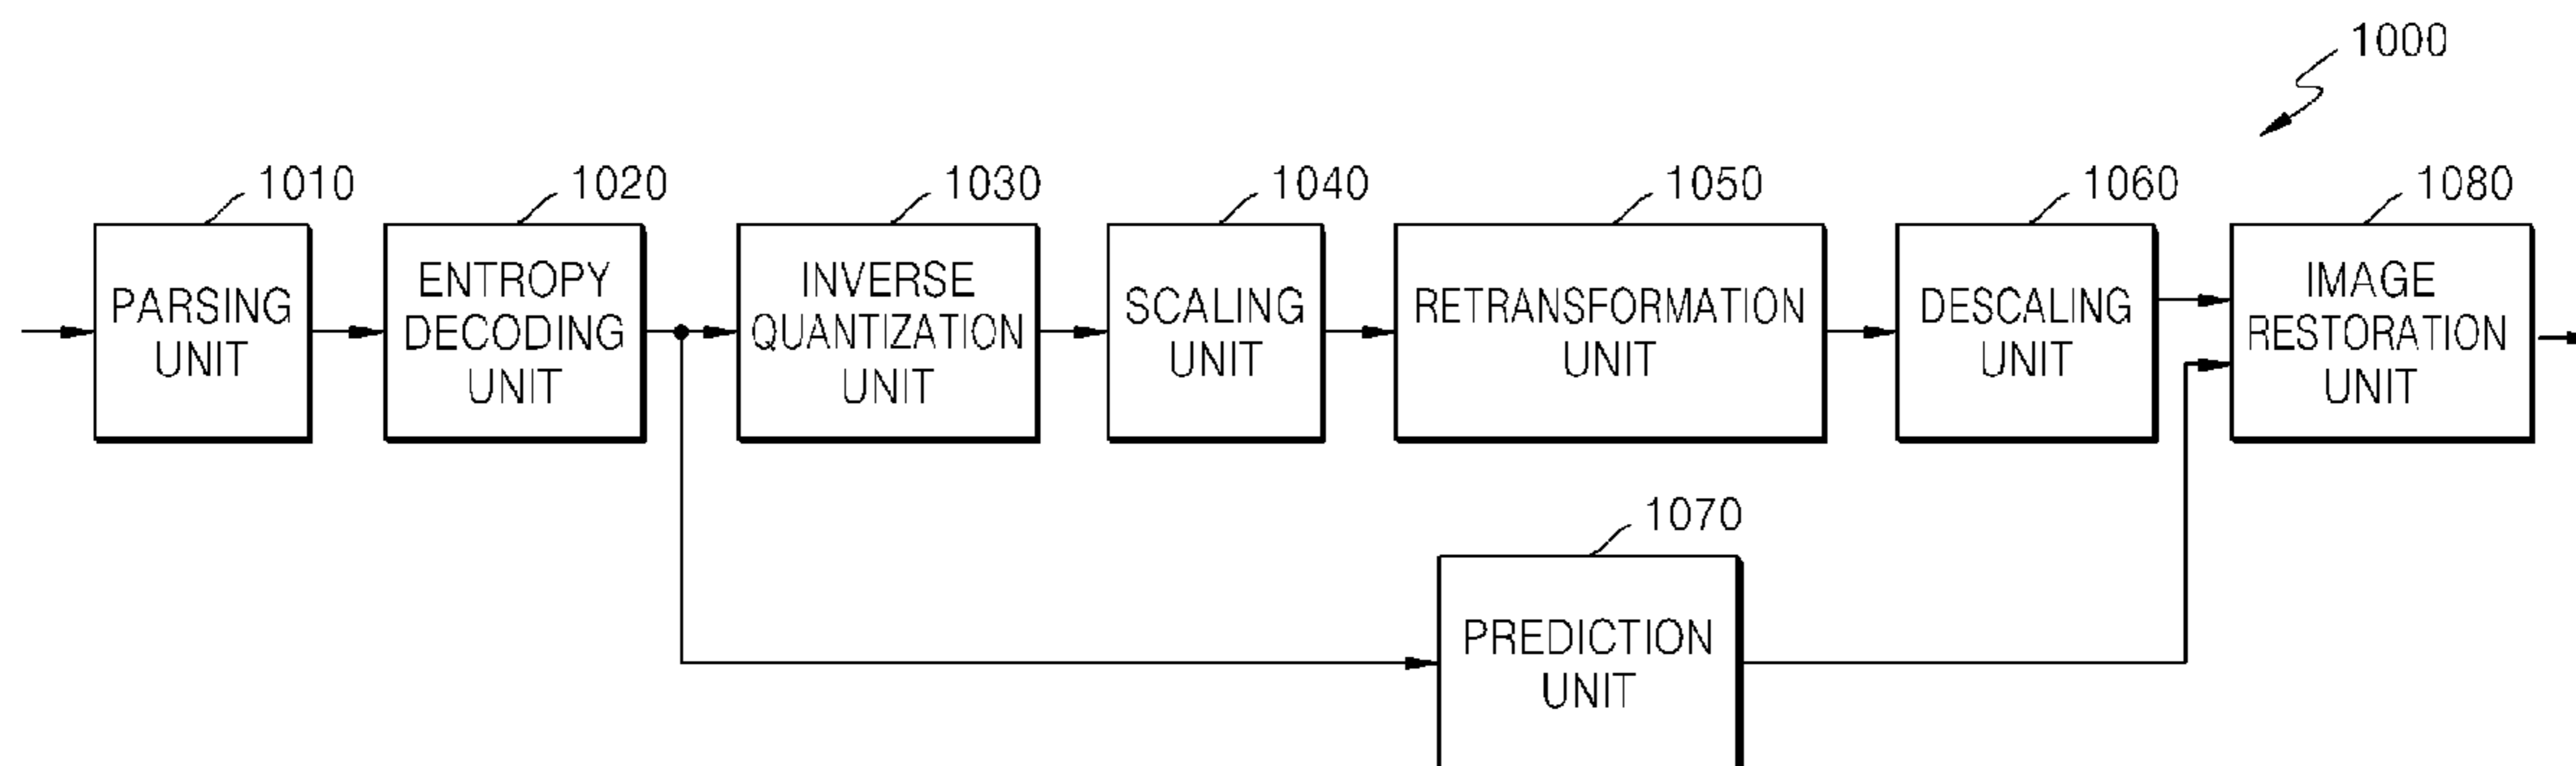 1000
1010
PARSING
UNIT
1020
ENTROPY
DECODING
UNIT
1030
INVERSE
QUANTIZATION
UNIT
1040
SCALING
UNIT
1050
RETRANSFORMATION
UNIT
1060
DESCALING
UNIT
1080
IMAGE
RESTORATION
UNIT
1070
PREDICTION
UNIT